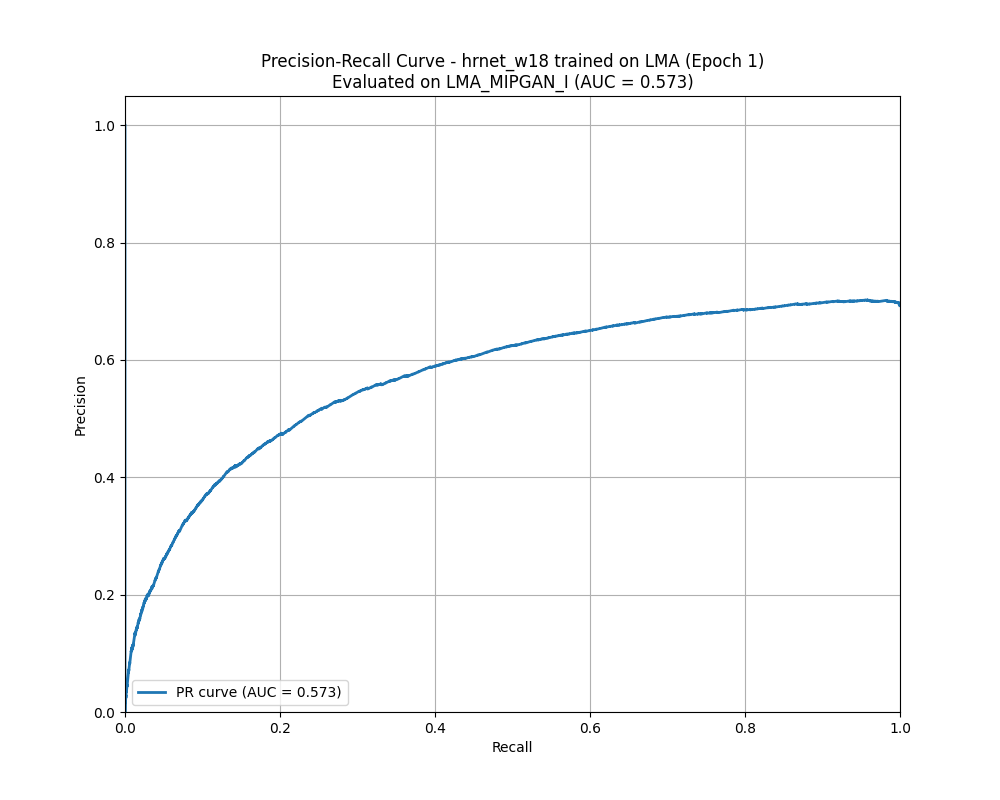 Precision-Recall Curve - hrnet_w18 trained on LMA (Epoch 1)
Evaluated on LMA_MIPGAN_I (AUC = 0.573)
1.0
0.8
0.6
0.4
0.2
0.0
Precision
PR curve (AUC = 0.573)
0.0 0.2 0.4 0.6 0.8 1.0
Recall